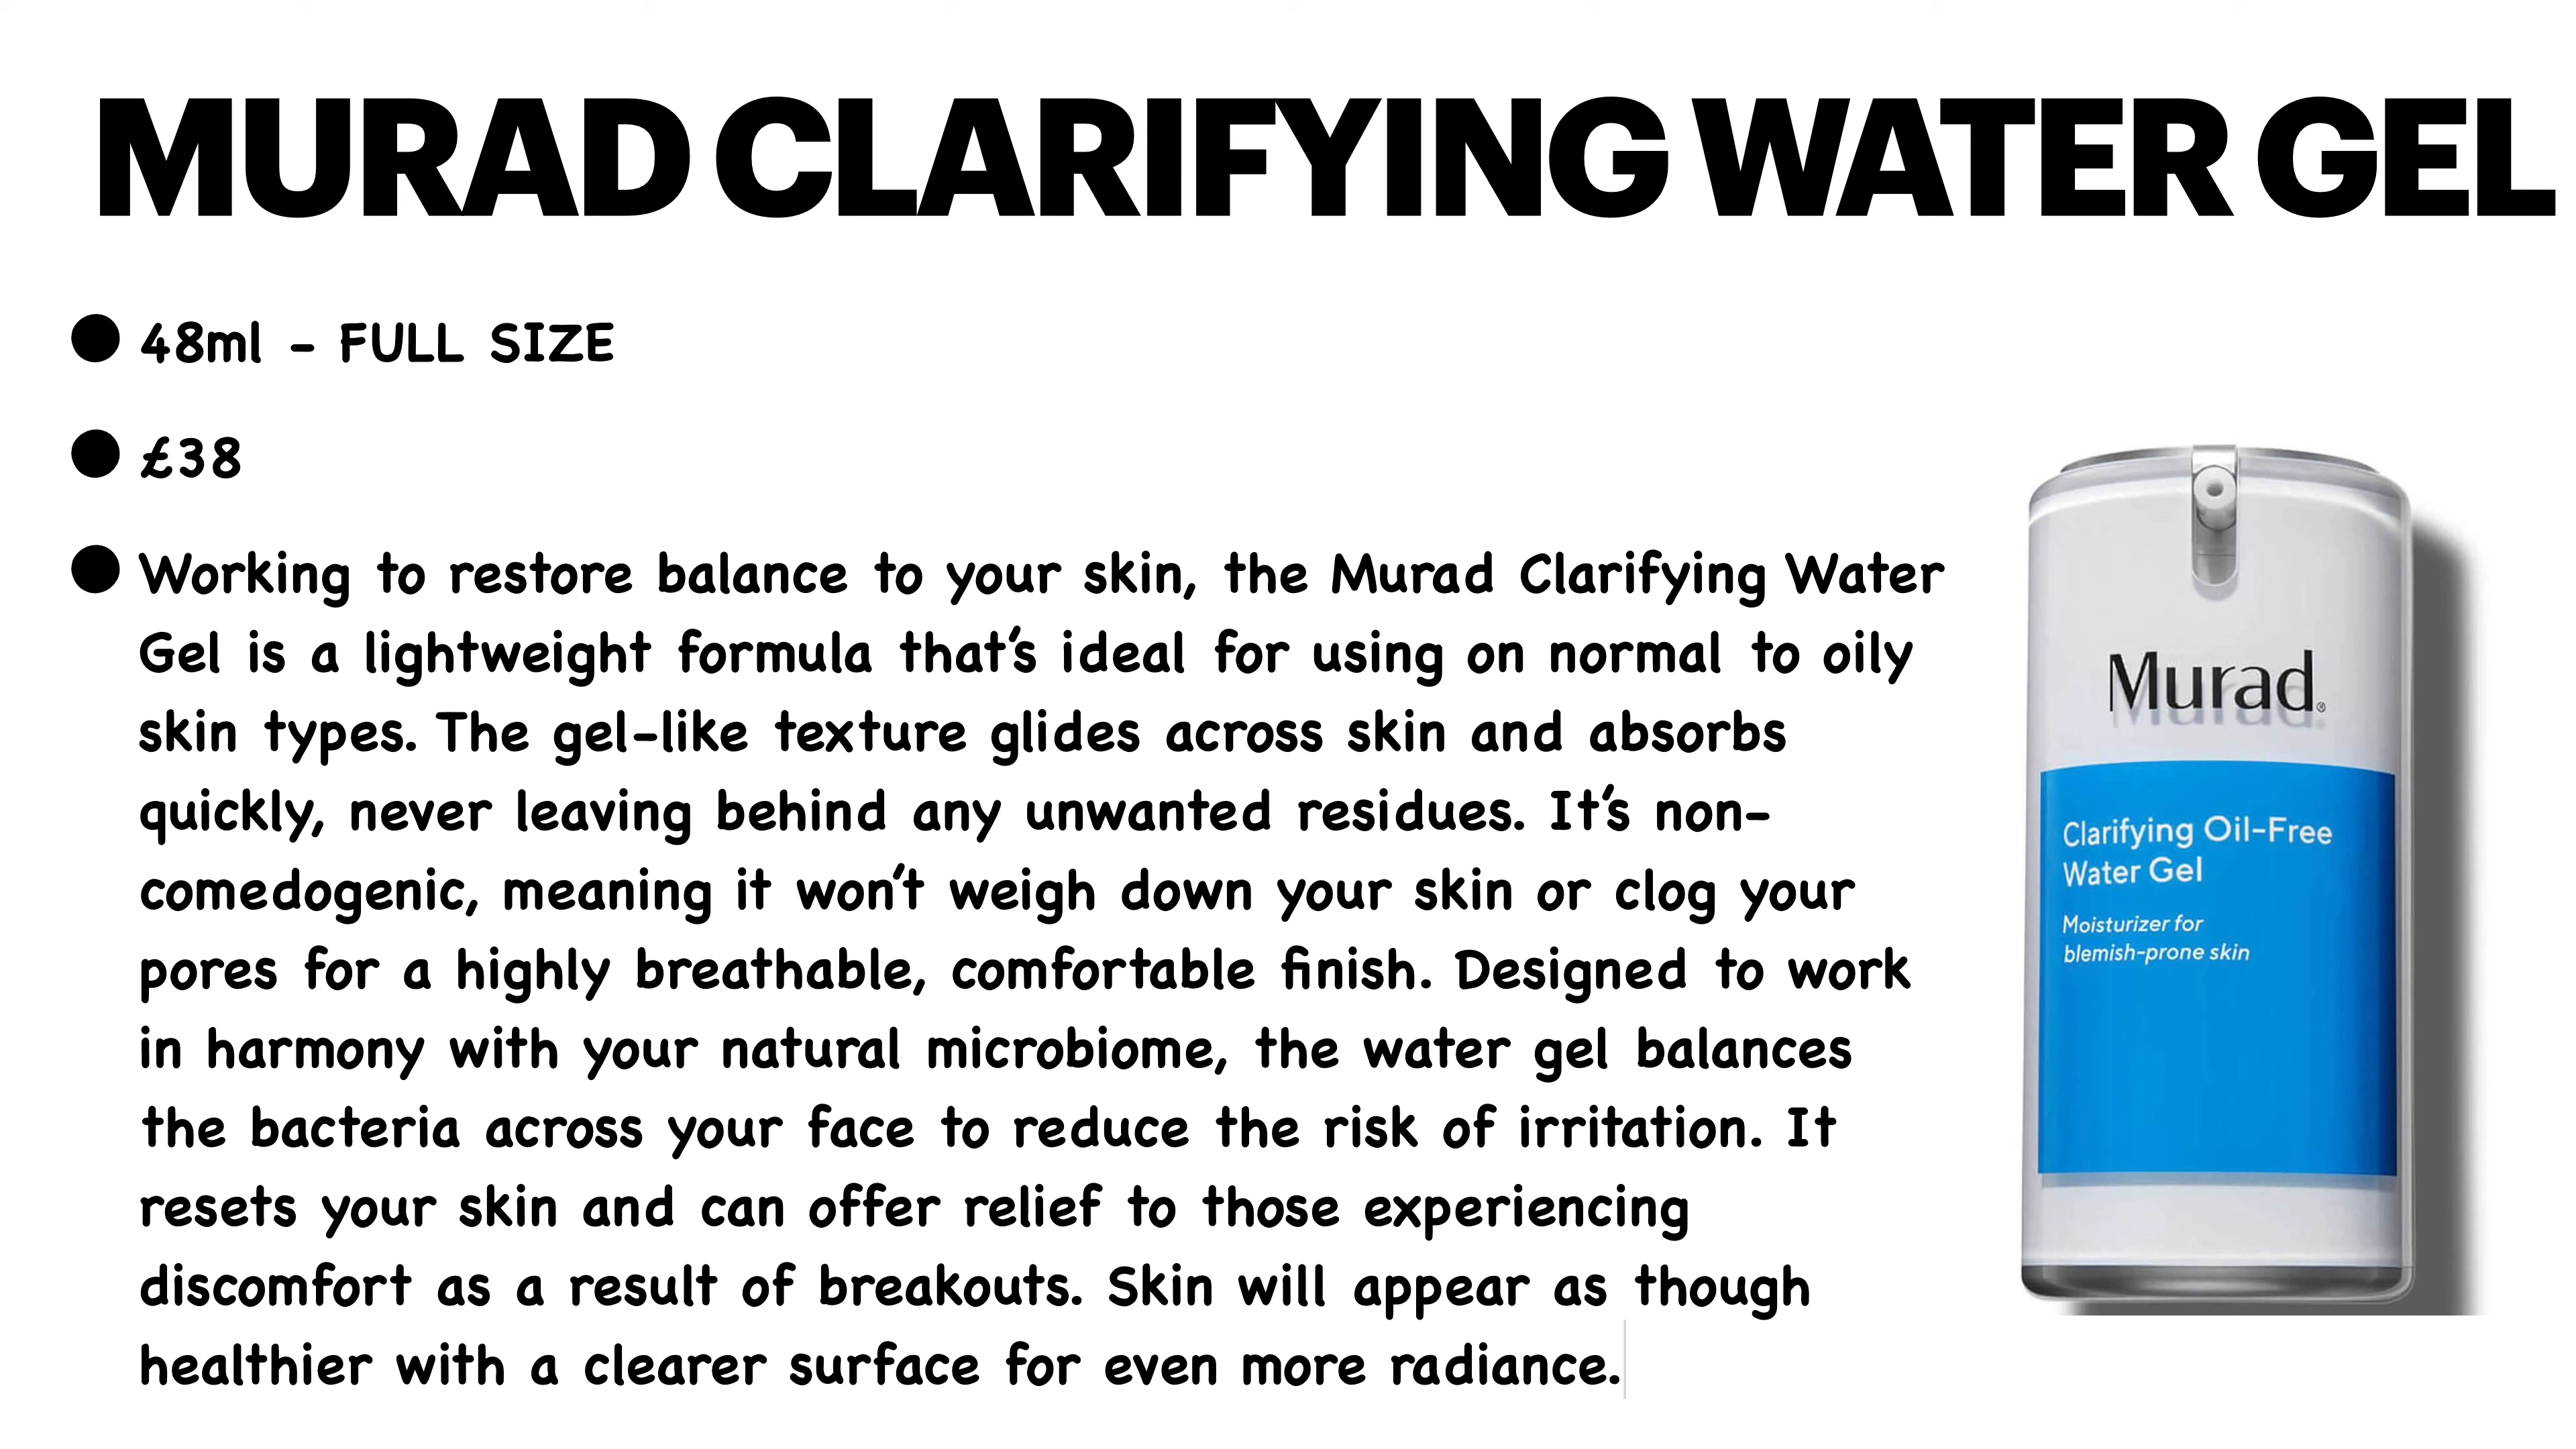 MURAD CLARIFYING WATER GEL
48ml - FULL SIZE
£38
Working to restore balance to your skin, the Murad Clarifying Water
Gel is a lightweight formula that's ideal for using on normal to oily
skin types. The gel-like texture glides across skin and absorbs
quickly, never leaving behind any unwanted residues. It's non-
comedogenic, meaning it won't weigh down your skin or clog your
pores for a highly breathable, comfortable finish. Designed to work
in harmony with your natural microbiome, the water gel balances
the bacteria across your face to reduce the risk of irritation. It
resets your skin and can offer relief to those experiencing
discomfort as a result of breakouts. Skin will appear as though
healthier with a clearer surface for even more radiance.
Murad®
Clarifying Oil-Free
Water Gel
Moisturizer for
blemish-prone skin